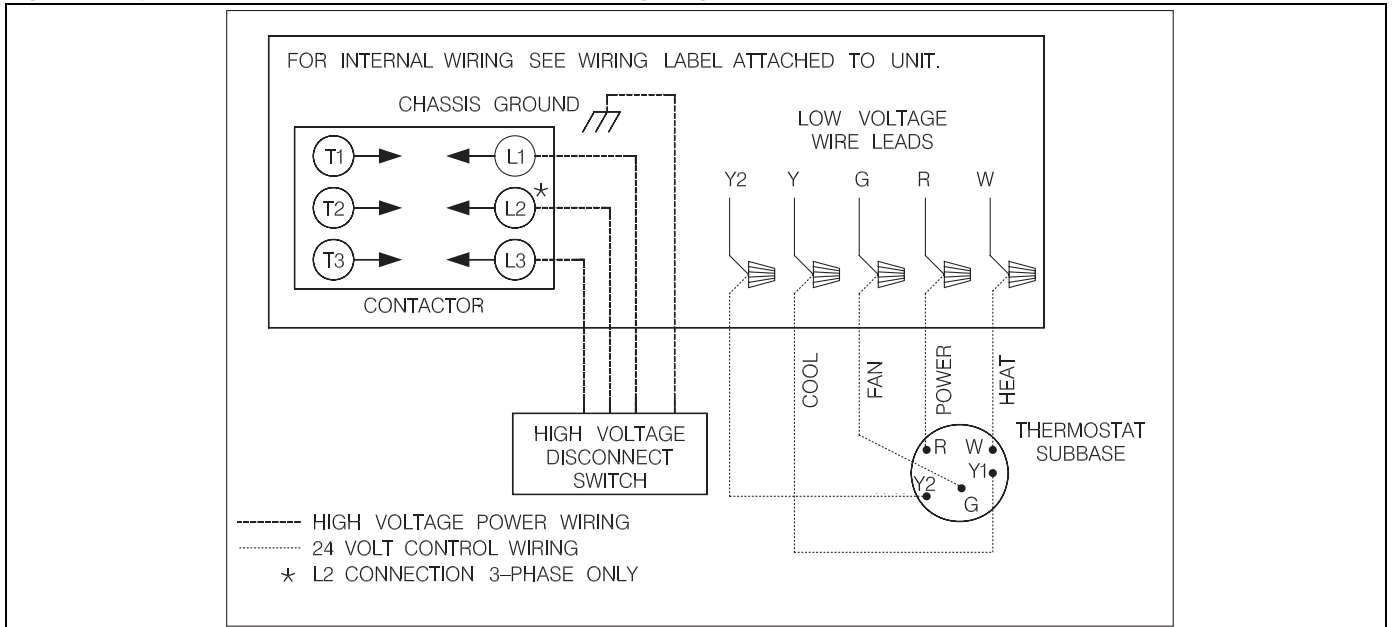 FOR INTERNAL WIRING SEE WIRING LABEL ATTACHED TO UNIT.
CHASSIS GROUND
T1
L1
T2
L2
*
T3
L3
CONTACTOR
LOW VOLTAGE
WIRE LEADS
Y2 Y G R W
COOL
FAN
POWER
HEAT
HIGH VOLTAGE
DISCONNECT
SWITCH
R W
Y1
Y2
G
THERMOSTAT
SUBBASE
HIGH VOLTAGE POWER WIRING
24 VOLT CONTROL WIRING
* L2 CONNECTION 3-PHASE ONLY